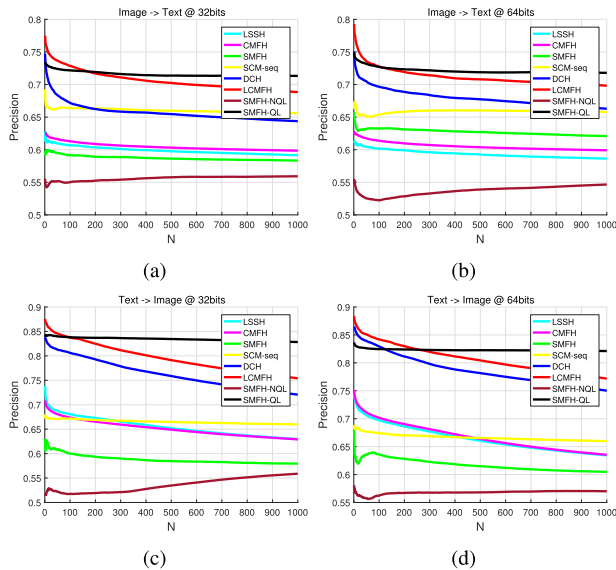 Image -> Text @ 32bits
0.8
0.75
0.7
0.65
0.6
0.55
0.5
Precision
0 100 200 300 400 500 600 700 800 900 1000
N
LSSH
CMFH
SMFH
SCM-seq
DCH
LCMFH
SMFH-NQL
SMFH-QL
(a)
Image -> Text @ 64bits
0.8
0.75
0.7
0.65
0.6
0.55
0.5
Precision
0 100 200 300 400 500 600 700 800 900 1000
N
LSSH
CMFH
SMFH
SCM-seq
DCH
LCMFH
SMFH-NQL
SMFH-QL
(b)
Text -> Image @ 32bits
0.9
0.85
0.8
0.75
0.7
0.65
0.6
0.55
0.5
Precision
0 100 200 300 400 500 600 700 800 900 1000
N
LSSH
CMFH
SMFH
SCM-seq
DCH
LCMFH
SMFH-NQL
SMFH-QL
(c)
Text -> Image @ 64bits
0.9
0.85
0.8
0.75
0.7
0.65
0.6
0.55
Precision
0 100 200 300 400 500 600 700 800 900 1000
N
LSSH
CMFH
SMFH
SCM-seq
DCH
LCMFH
SMFH-NQL
SMFH-QL
(d)